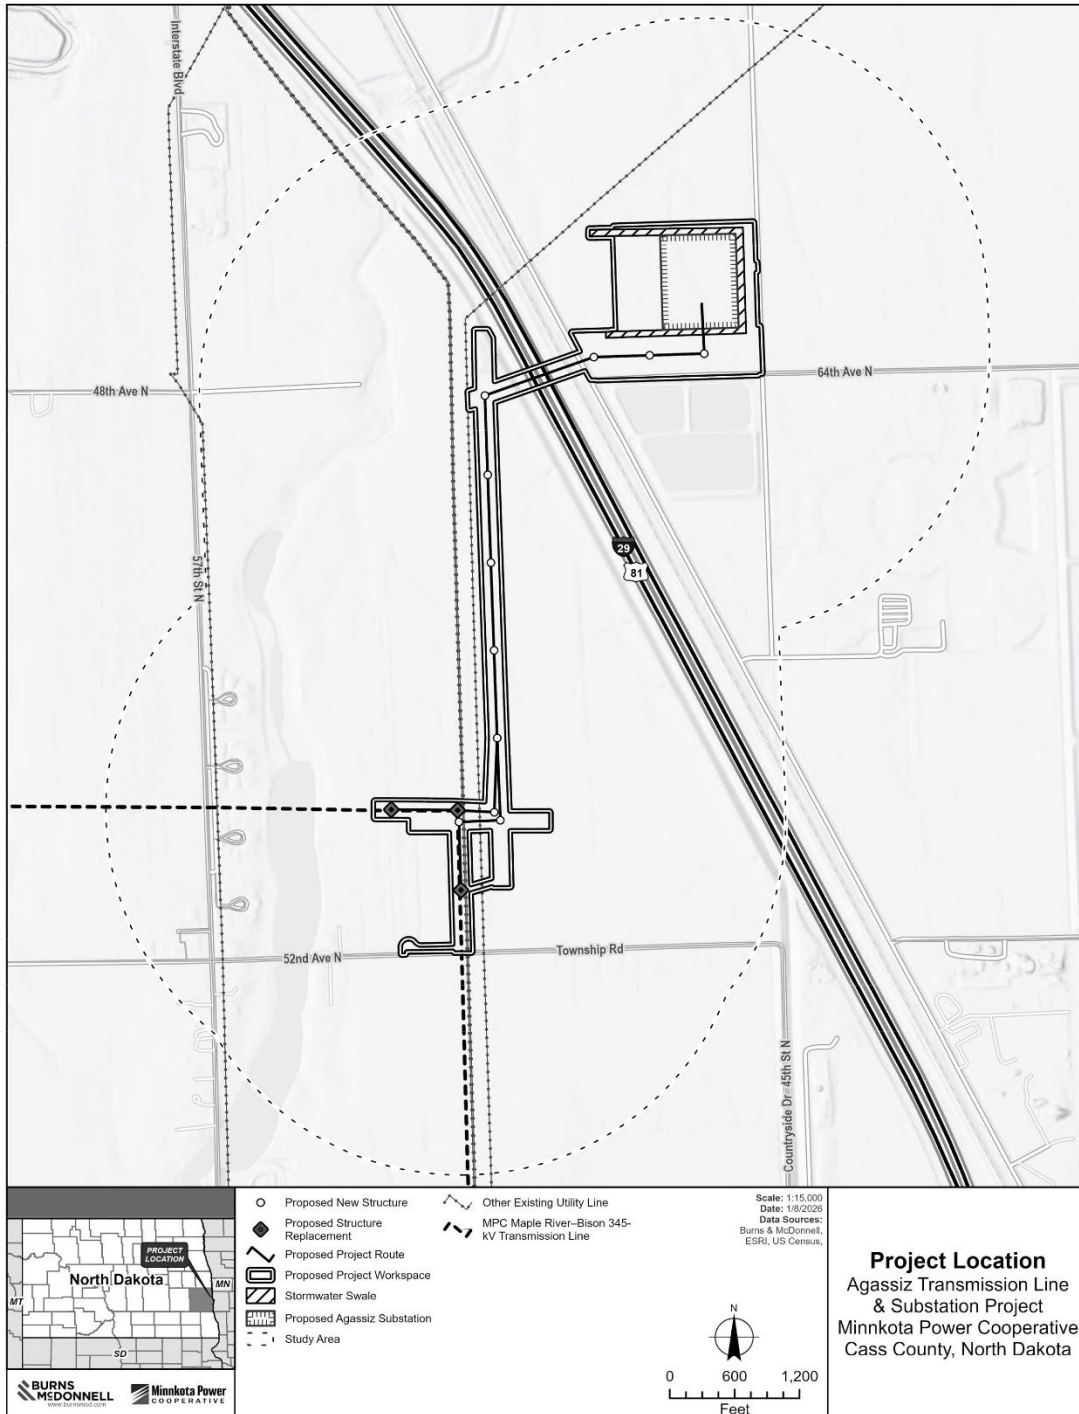 Interstate Blvd
48th Ave N
64th Ave N
29
81
57th St N
52nd Ave N
Township Rd
Countryside Dr 45th St N
PROJECT
LOCATION
North Dakota
MN
MT
SD
BURNS
MCDONNELL
www.burnsmcd.com
Minnkota Power
COOPERATIVE
Proposed New Structure
Proposed Structure
Replacement
Proposed Project Route
Proposed Project Workspace
Stormwater Swale
Proposed Agassiz Substation
Study Area
Other Existing Utility Line
MPC Maple River–Bison 345-
kV Transmission Line
Scale: 1:15,000
Date: 1/8/2026
Data Sources:
Burns & McDonnell,
ESRI, US Census,
N
0 600 1,200
Feet
Project Location
Agassiz Transmission Line
& Substation Project
Minnkota Power Cooperative
Cass County, North Dakota